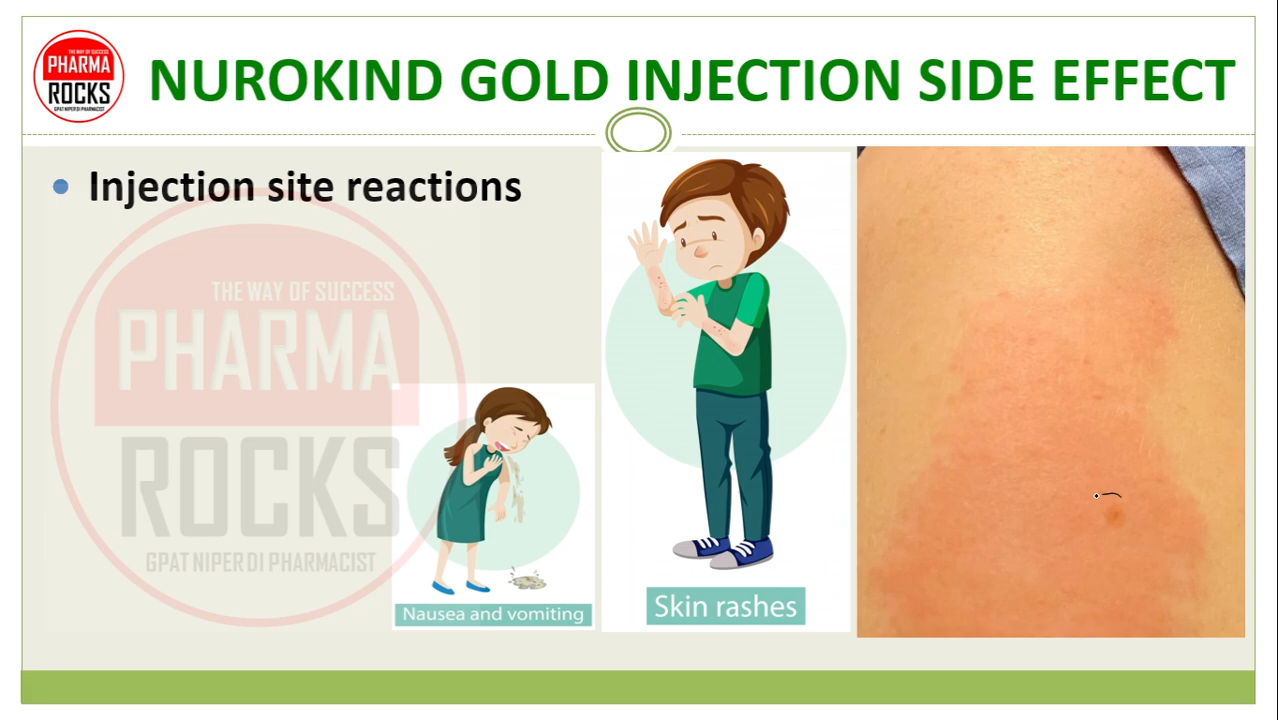 THE WAY OF SUCCESS
PHARMA
ROCKS
GPAT NIPER DI PHARMACIST
NUROKIND GOLD INJECTION SIDE EFFECT
• Injection site reactions
THE WAY OF SUCCESS
PHARMA
ROCKS
GPAT NIPER DI PHARMACIST
Nausea and vomiting
Skin rashes